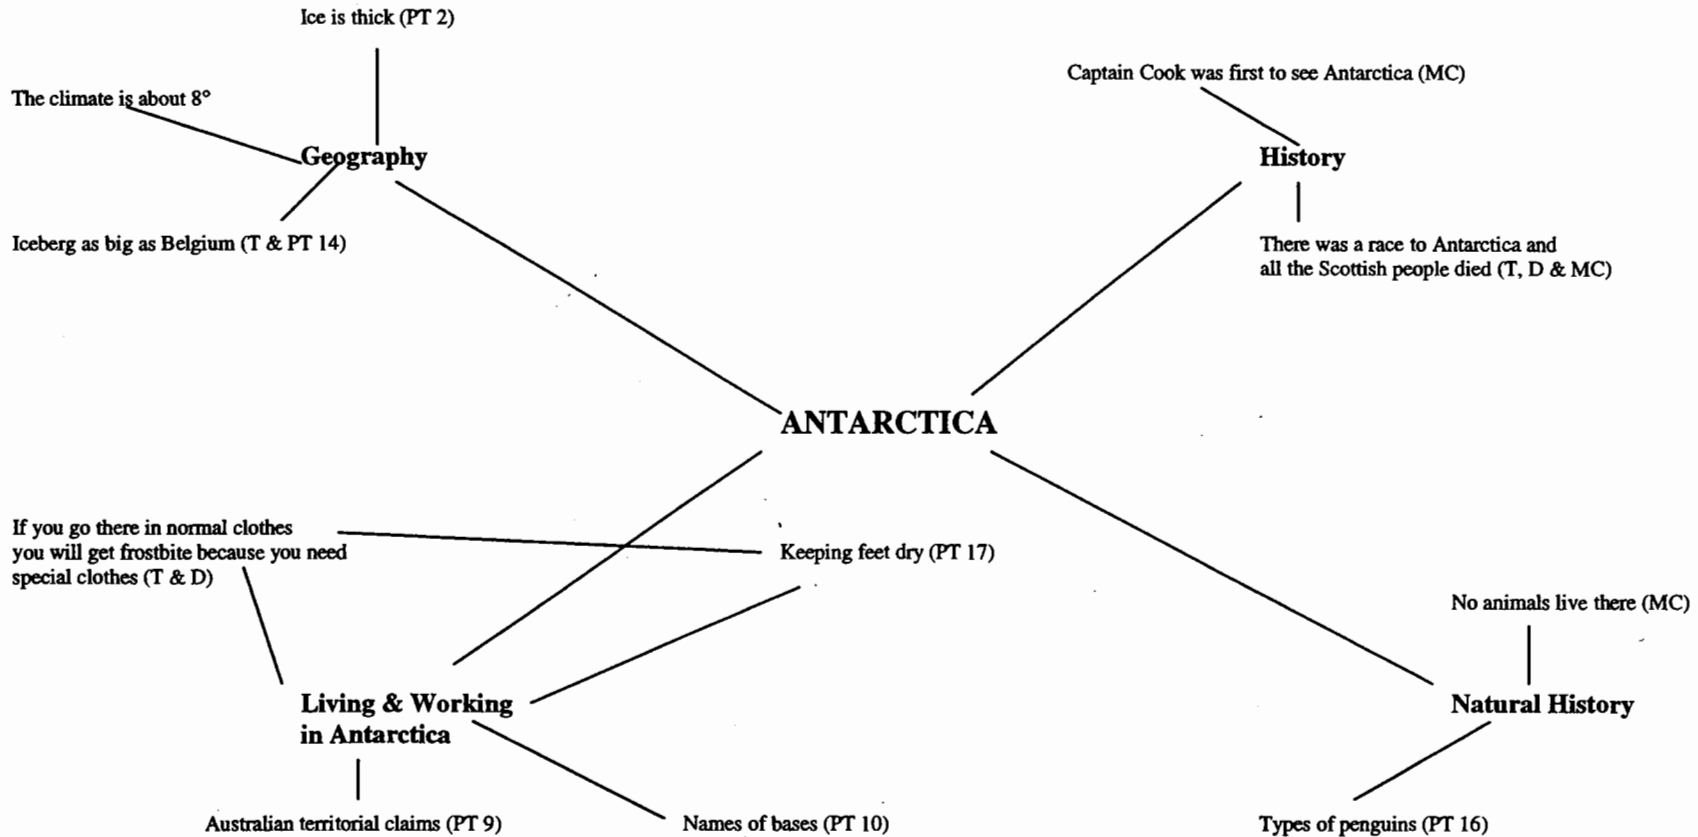 Ice is thick (PT 2)
Captain Cook was first to see Antarctica (MC)
The climate is about 8°
Geography
History
Iceberg as big as Belgium (T & PT 14)
There was a race to Antarctica and
all the Scottish people died (T, D & MC)
ANTARCTICA
If you go there in normal clothes
you will get frostbite because you need
special clothes (T & D)
Keeping feet dry (PT 17)
No animals live there (MC)
Living & Working
in Antarctica
Natural History
Australian territorial claims (PT 9)
Names of bases (PT 10)
Types of penguins (PT 16)